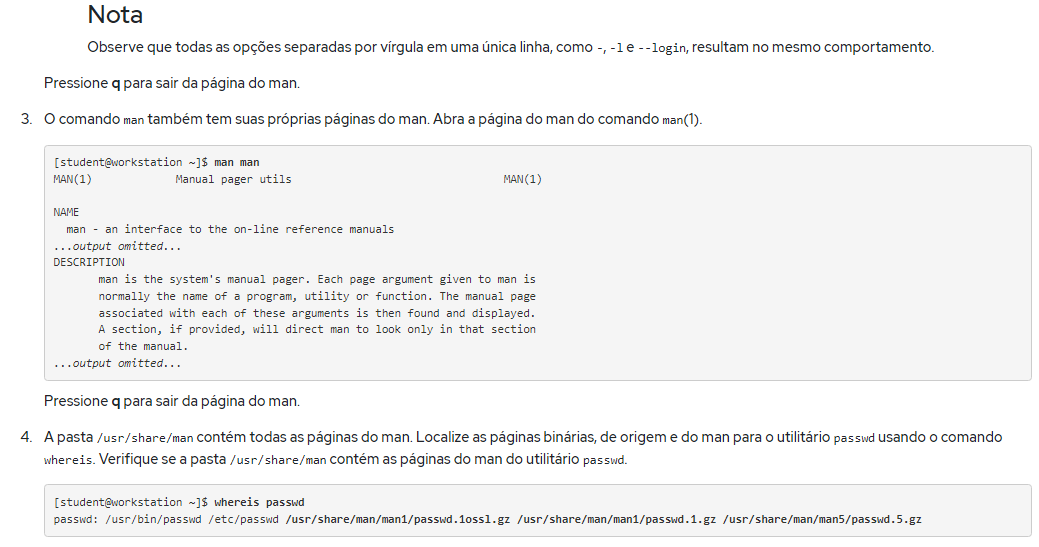 Nota
Observe que todas as opções separadas por vírgula em uma única linha, como -, -l e --login, resultam no mesmo comportamento.
Pressione q para sair da página do man.
3. O comando man também tem suas próprias páginas do man. Abra a página do man do comando man(1).
[student@workstation ~]$ man man
MAN(1) Manual pager utils MAN(1)
NAME
man - an interface to the on-line reference manuals
...output omitted...
DESCRIPTION
man is the system's manual pager. Each page argument given to man is
normally the name of a program, utility or function. The manual page
associated with each of these arguments is then found and displayed.
A section, if provided, will direct man to look only in that section
of the manual.
...output omitted...
Pressione q para sair da página do man.
4. A pasta /usr/share/man contém todas as páginas do man. Localize as páginas binárias, de origem e do man para o utilitário passwd usando o comando
whereis. Verifique se a pasta /usr/share/man contém as páginas do man do utilitário passwd.
[student@workstation ~]$ whereis passwd
passwd: /usr/bin/passwd /etc/passwd /usr/share/man/man1/passwd.1ossl.gz /usr/share/man/man1/passwd.1.gz /usr/share/man/man5/passwd.5.gz